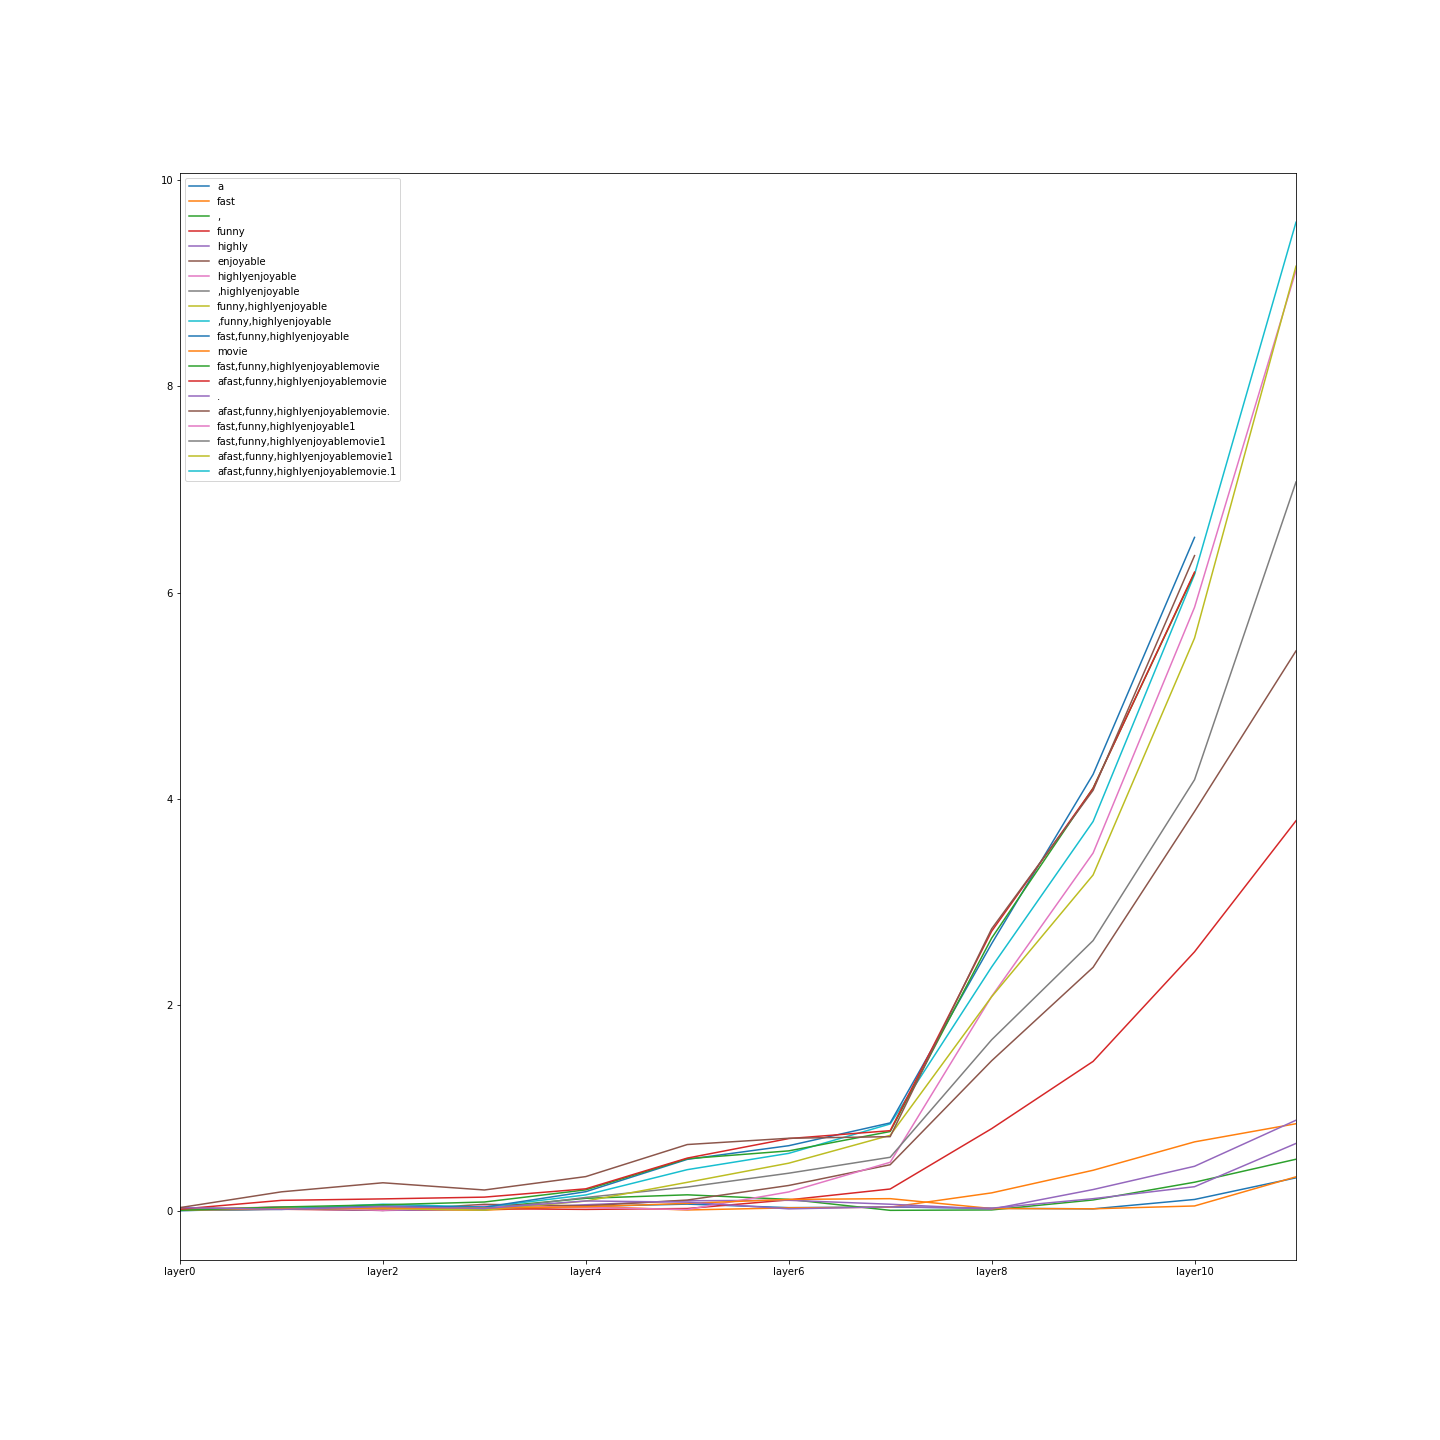 10
8
6
4
2
0
a
fast
,
funny
highly
enjoyable
highlyenjoyable
,highlyenjoyable
funny,highlyenjoyable
,funny,highlyenjoyable
fast,funny,highlyenjoyable
movie
fast,funny,highlyenjoyablemovie
afast,funny,highlyenjoyablemovie
.
afast,funny,highlyenjoyablemovie.
fast,funny,highlyenjoyable1
fast,funny,highlyenjoyablemovie1
afast,funny,highlyenjoyablemovie1
afast,funny,highlyenjoyablemovie.1
layer0 layer2 layer4 layer6 layer8 layer10